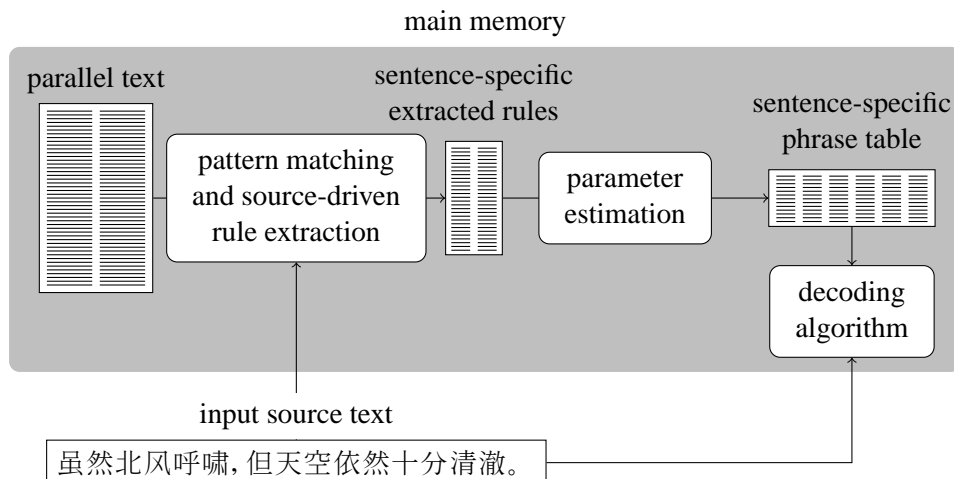 main memory
parallel text
sentence-specific
extracted rules
sentence-specific
phrase table
pattern matching
and source-driven
rule extraction
parameter
estimation
decoding
algorithm
input source text
虽然北风呼啸,但天空依然十分清澈。